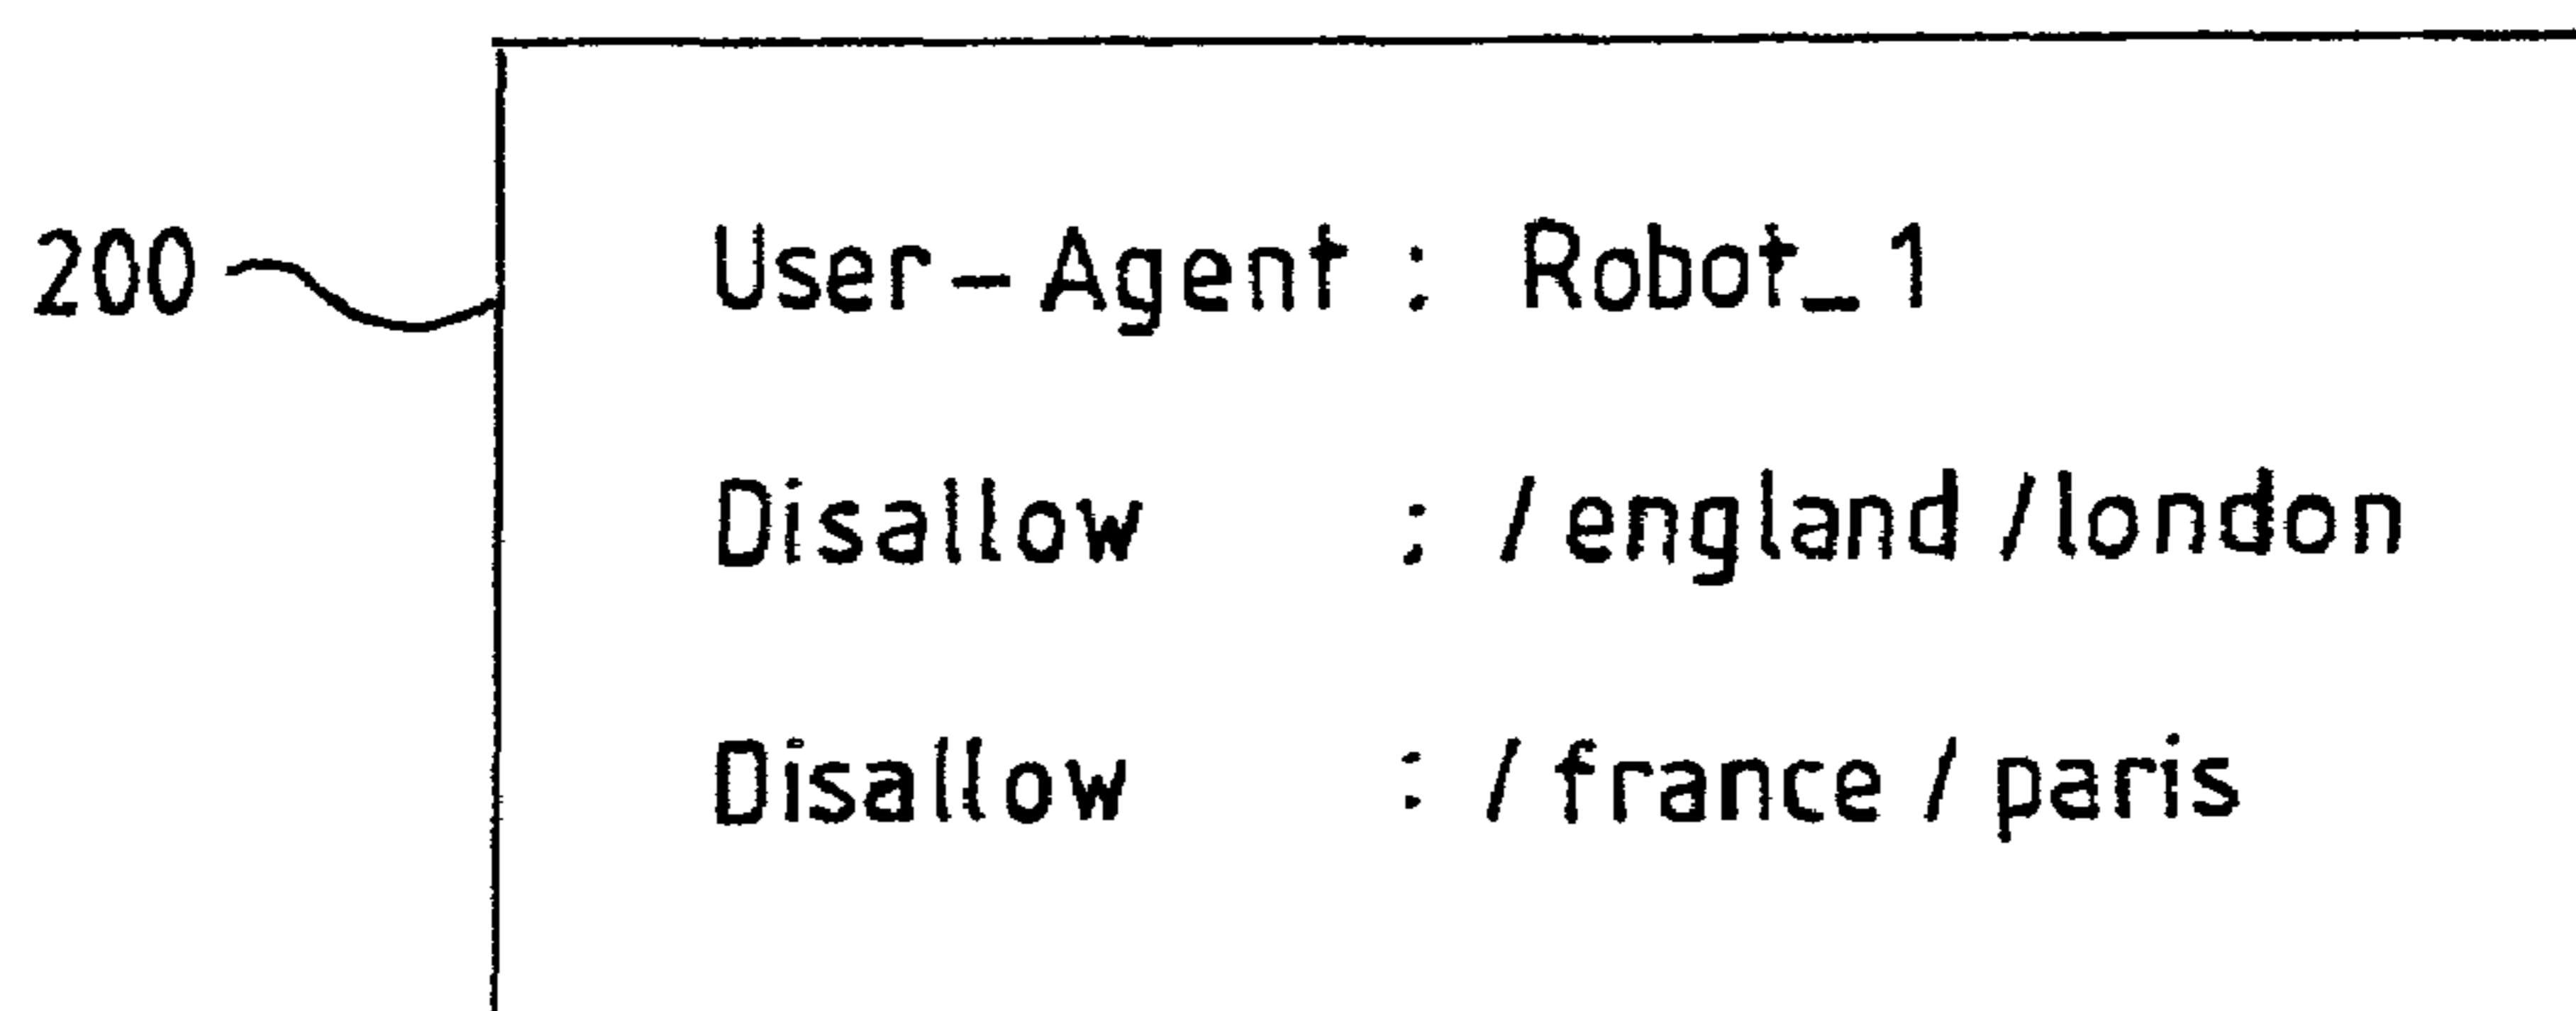 200
User-Agent : Robot_1
Disallow : /england/london
Disallow : /france/paris